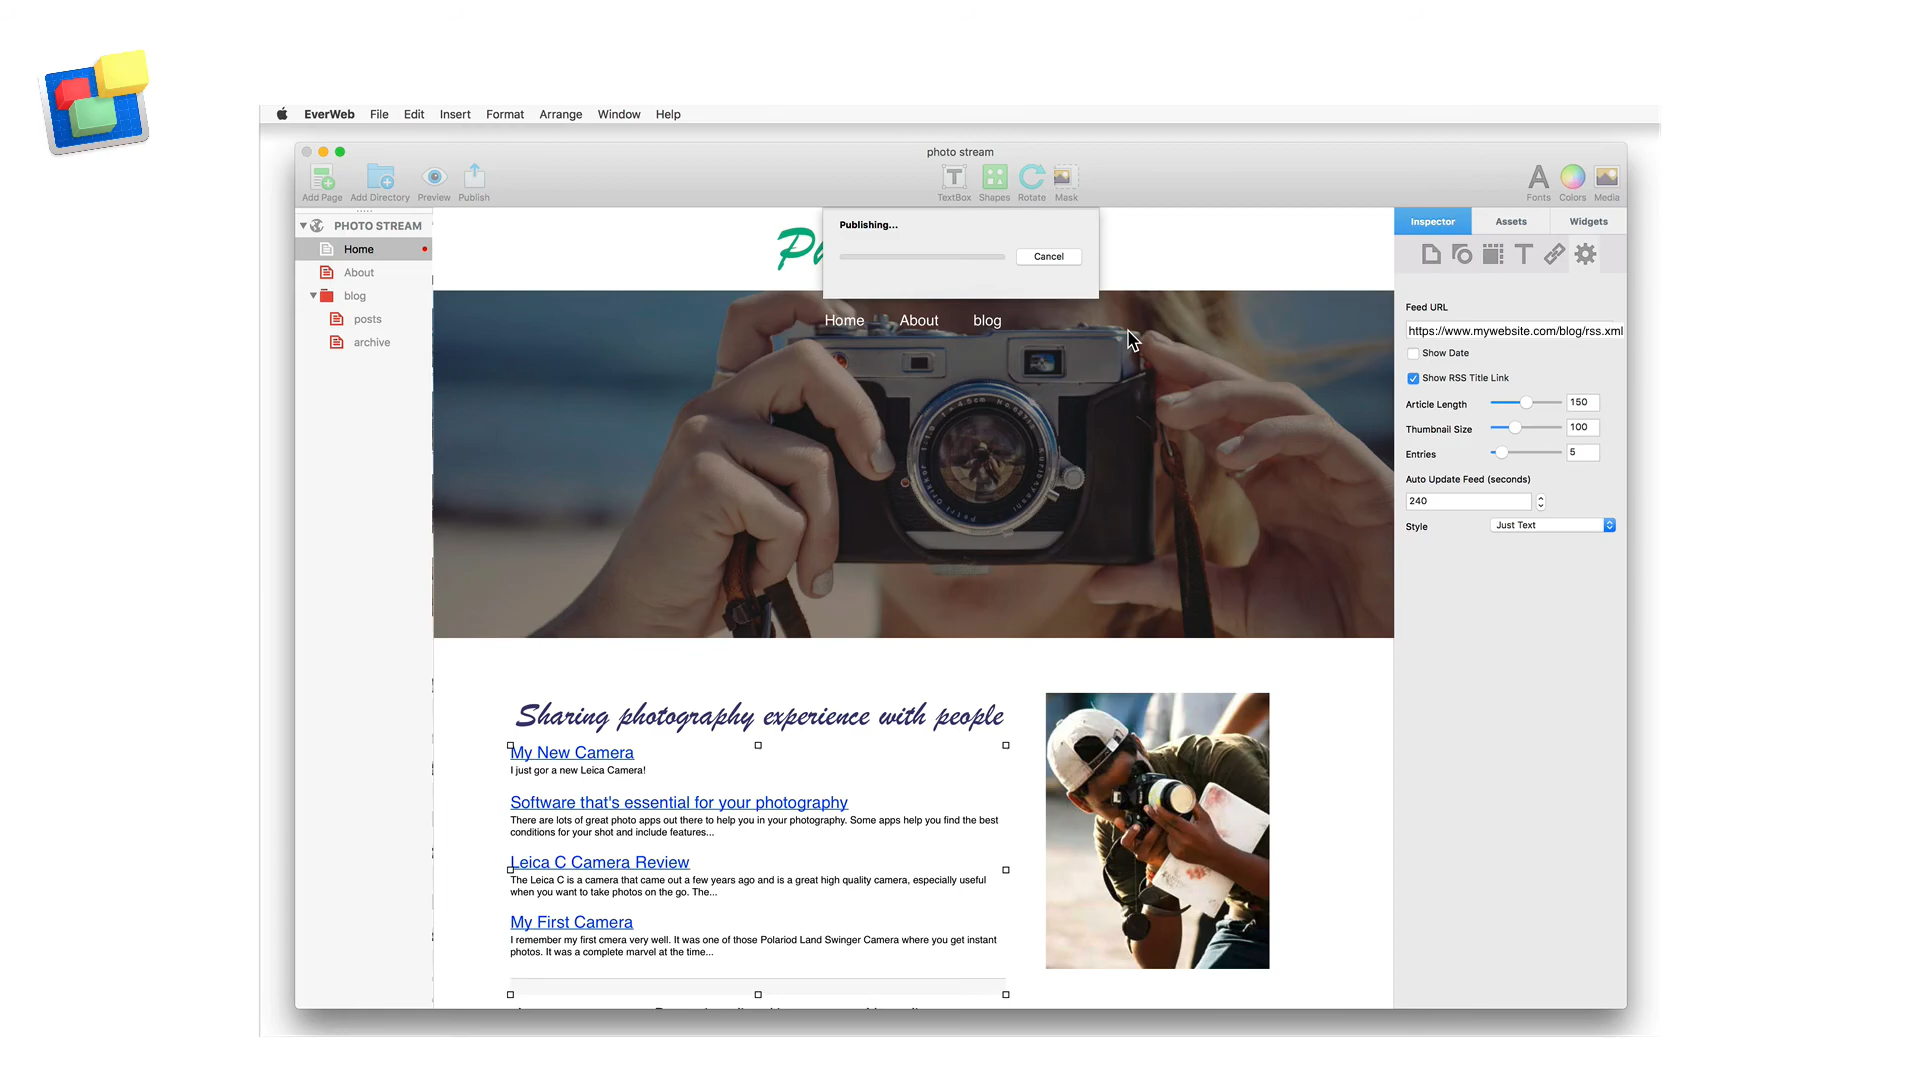 EverWeb File Edit Insert Format Arrange Window Help
photo stream
Add Page Add Directory Preview Publish
TextBox Shapes Rotate Mask
Fonts Colors Media
PHOTO STREAM
Home
About
blog
posts
archive
Publishing...
Cancel
Home About blog
Inspector Assets Widgets
Feed URL
https://www.mywebsite.com/blog/rss.xml
Show Date
Show RSS Title Link
Article Length 150
Thumbnail Size 100
Entries 5
Auto Update Feed (seconds)
240
Style Just Text
Sharing photography experience with people
My New Camera
I just gor a new Leica Camera!
Software that's essential for your photography
There are lots of great photo apps out there to help you in your photography. Some apps help you find the best
conditions for your shot and include features...
Leica C Camera Review
The Leica C is a camera that came out a few years ago and is a great high quality camera, especially useful
when you want to take photos on the go. The...
My First Camera
I remember my first cmera very well. It was one of those Polariod Land Swinger Camera where you get instant
photos. It was a complete marvel at the time...